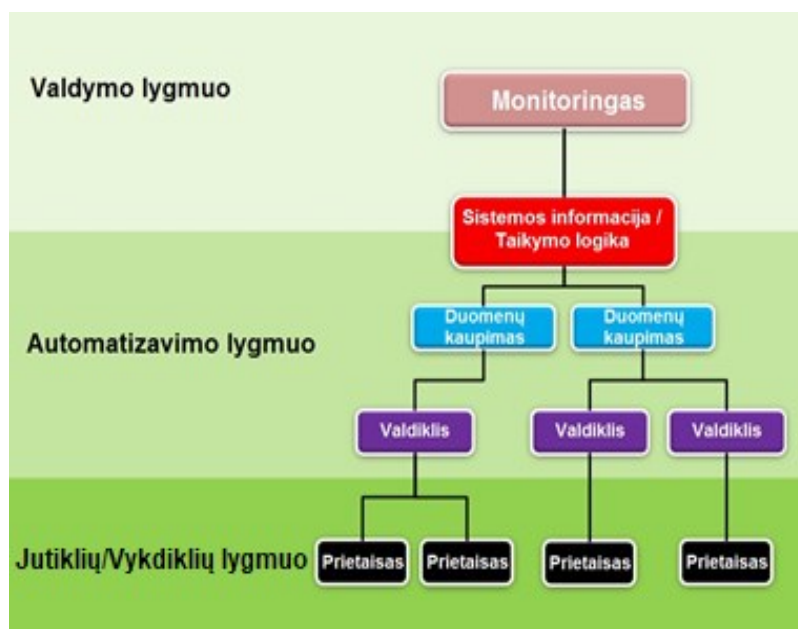 Valdymo lygmuo
Monitoringas
Sistemos informacija /
Taikymo logika
Automatizavimo lygmuo
Duomenų
kaupimas
Duomenų
kaupimas
Valdiklis
Valdiklis
Valdiklis
Jutiklių/Vykdiklių lygmuo
Prietaisas
Prietaisas
Prietaisas
Prietaisas